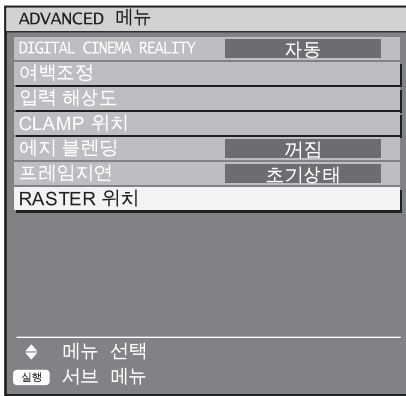 ADVANCED 메뉴
DIGITAL CINEMA REALITY 자동
여백조정
입력 해상도
CLAMP 위치
에지 블렌딩 꺼짐
프레임지연 초기상태
RASTER 위치
메뉴 선택
실행 서브 메뉴